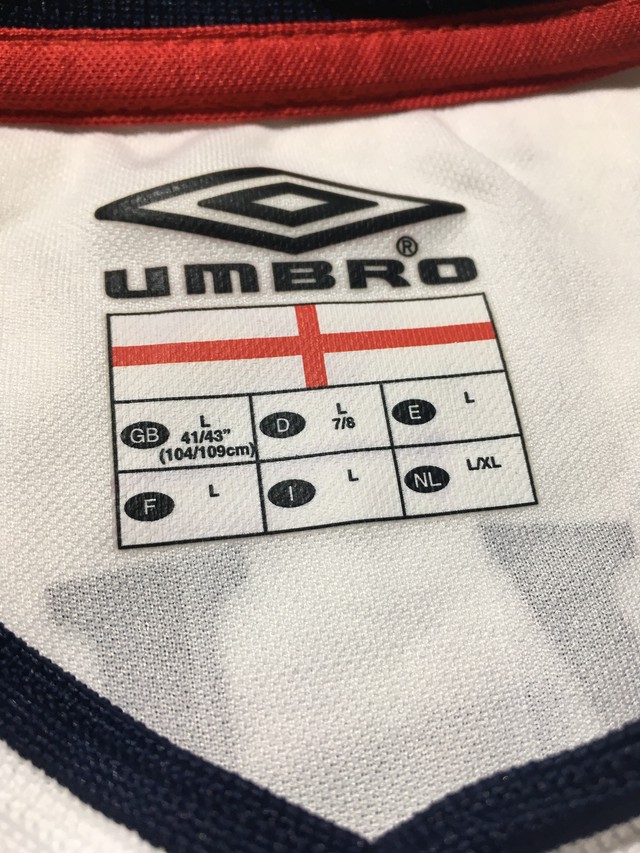 ®
UMBRO
GB L D L E L
41/43" 7/8
(104/109cm)
F L I L NL L/XL